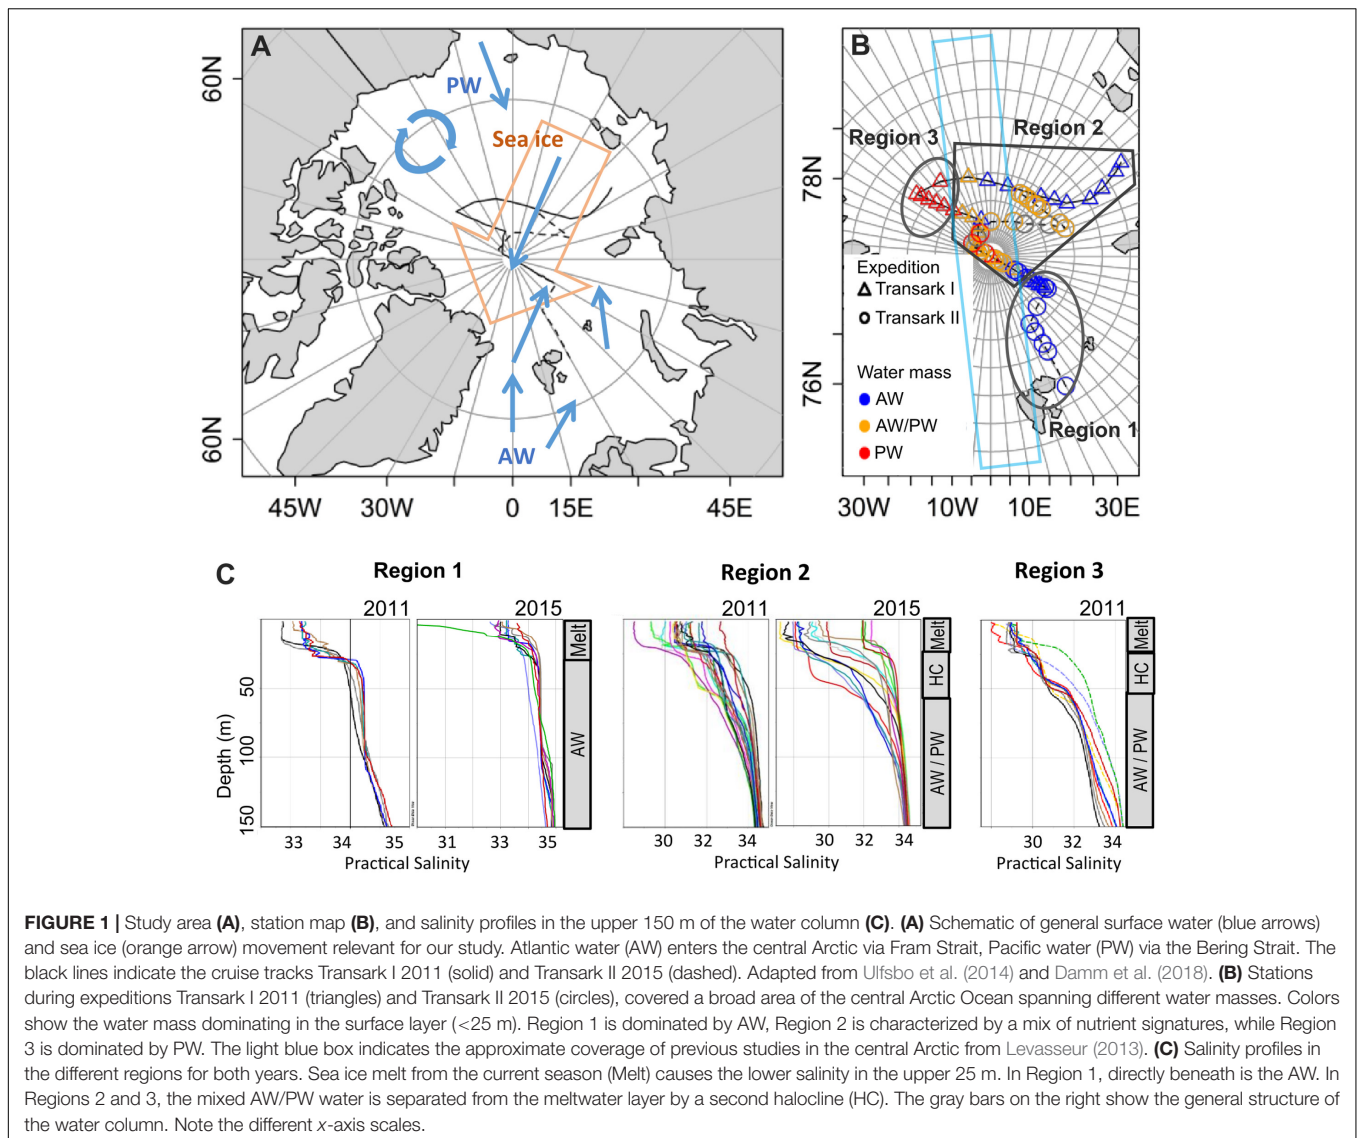 A
60N
60N
PW
Sea ice
AW
45W 30W 0 15E 45E
B
78N
76N
Region 3
Region 2
Expedition
Transark I
Transark II
Water mass
AW
AW/PW
PW
Region 1
30W 10W 10E 30E
C
Region 1
Region 2
Region 3
2011 2015 2011 2015 2011
Melt
AW
Melt
HC
AW / PW
Melt
HC
AW / PW
Depth (m)
50
100
150
33 34 35
31 33 35
30 32 34
30 32 34
30 32 34
Practical Salinity
Practical Salinity
Practical Salinity
FIGURE 1 | Study area (A), station map (B), and salinity profiles in the upper 150 m of the water column (C). (A) Schematic of general surface water (blue arrows)
and sea ice (orange arrow) movement relevant for our study. Atlantic water (AW) enters the central Arctic via Fram Strait, Pacific water (PW) via the Bering Strait. The
black lines indicate the cruise tracks Transark I 2011 (solid) and Transark II 2015 (dashed). Adapted from Ulfsbo et al. (2014) and Damm et al. (2018). (B) Stations
during expeditions Transark I 2011 (triangles) and Transark II 2015 (circles), covered a broad area of the central Arctic Ocean spanning different water masses. Colors
show the water mass dominating in the surface layer (<25 m). Region 1 is dominated by AW, Region 2 is characterized by a mix of nutrient signatures, while Region
3 is dominated by PW. The light blue box indicates the approximate coverage of previous studies in the central Arctic from Levasseur (2013). (C) Salinity profiles in
the different regions for both years. Sea ice melt from the current season (Melt) causes the lower salinity in the upper 25 m. In Region 1, directly beneath is the AW. In
Regions 2 and 3, the mixed AW/PW water is separated from the meltwater layer by a second halocline (HC). The gray bars on the right show the general structure of
the water column. Note the different x-axis scales.